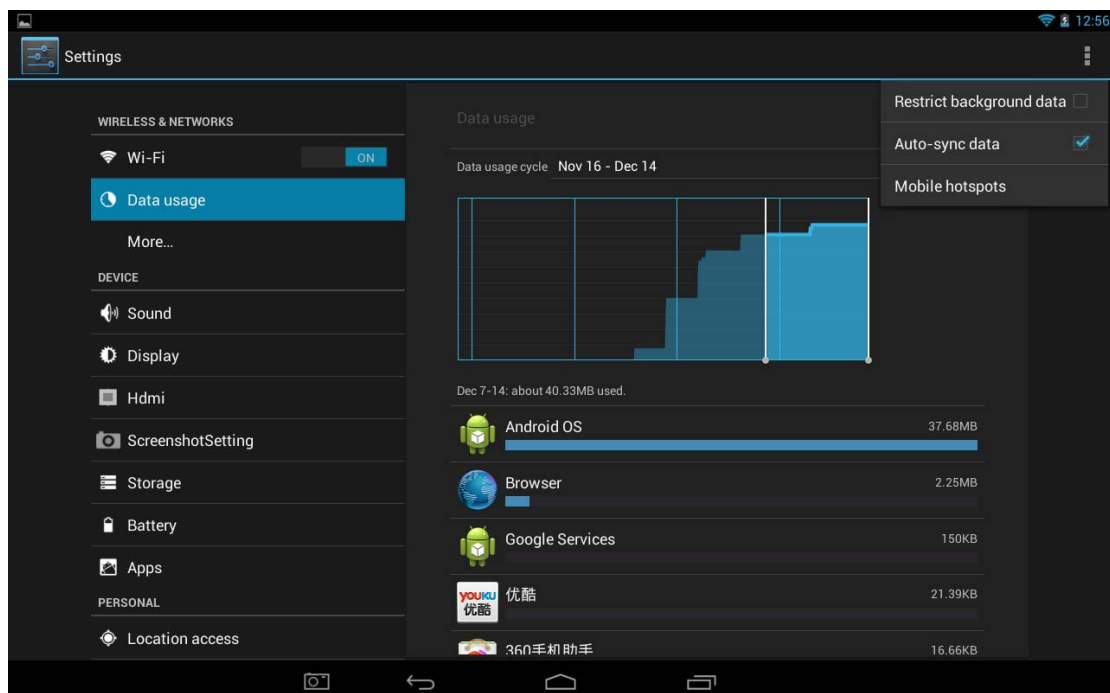 12:56
Settings
Restrict background data
Auto-sync data
Mobile hotspots
WIRELESS & NETWORKS
Wi-Fi ON
Data usage
More...
DEVICE
Sound
Display
Hdmi
ScreenshotSetting
Storage
Battery
Apps
PERSONAL
Location access
Data usage
Data usage cycle Nov 16 - Dec 14
Dec 7-14: about 40.33MB used.
Android OS 37.68MB
Browser 2.25MB
Google Services 150KB
YOUKU
优酷
优酷 21.39KB
360手机助手 16.66KB